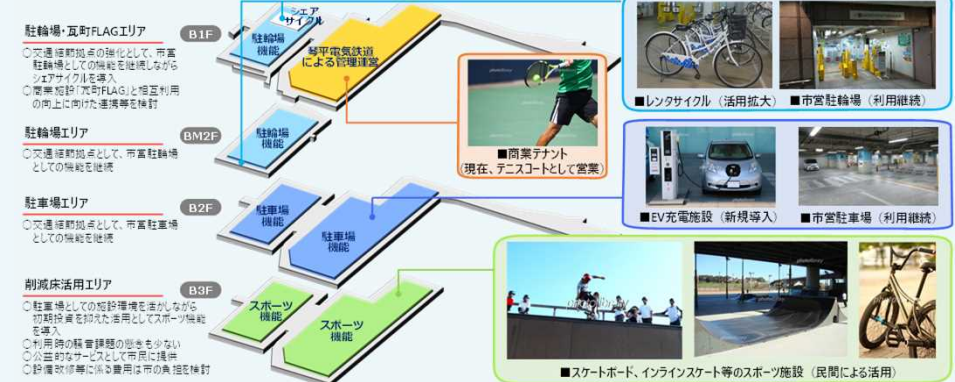 駐輪場・瓦町FLAGエリア
B1F
○交通結節拠点の強化として、市営
駐輪場としての機能を継続しながら
シェアサイクルを導入
○商業施設「瓦町FLAG」と相互利用
の向上に向けた連携等を検討
シェア
サイクル
駐輪場
機能
琴平電気鉄道
による管理運営
■商業テナント
(現在、テニスコートとして営業)
■レンタサイクル（活用拡大）
■市営駐輪場（利用継続）
駐輪場エリア
BM2F
○交通結節拠点として、市営駐輪場
としての機能を継続
駐輪場
機能
駐車場エリア
B2F
○交通結節拠点として、市営駐車場
としての機能を継続
駐車場
機能
駐車場
機能
■EV充電施設（新規導入）
■市営駐車場（利用継続）
削減床活用エリア
B3F
○駐車場としての施設環境を活かしながら
初期投資を抑えた活用としてスポーツ機能
を導入
○利用時の騒音課題の懸念も少ない
○公益的なサービスとして市民に提供
○設備改修等に係る費用は市の負担を検討
スポーツ
機能
スポーツ
機能
■スケートボード、インラインスケート等のスポーツ施設（民間による活用）